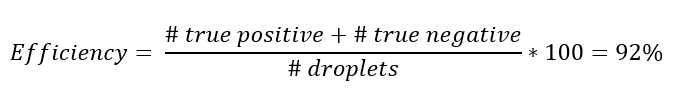 Efficiency = # true positive + # true negative / # droplets * 100 = 92%